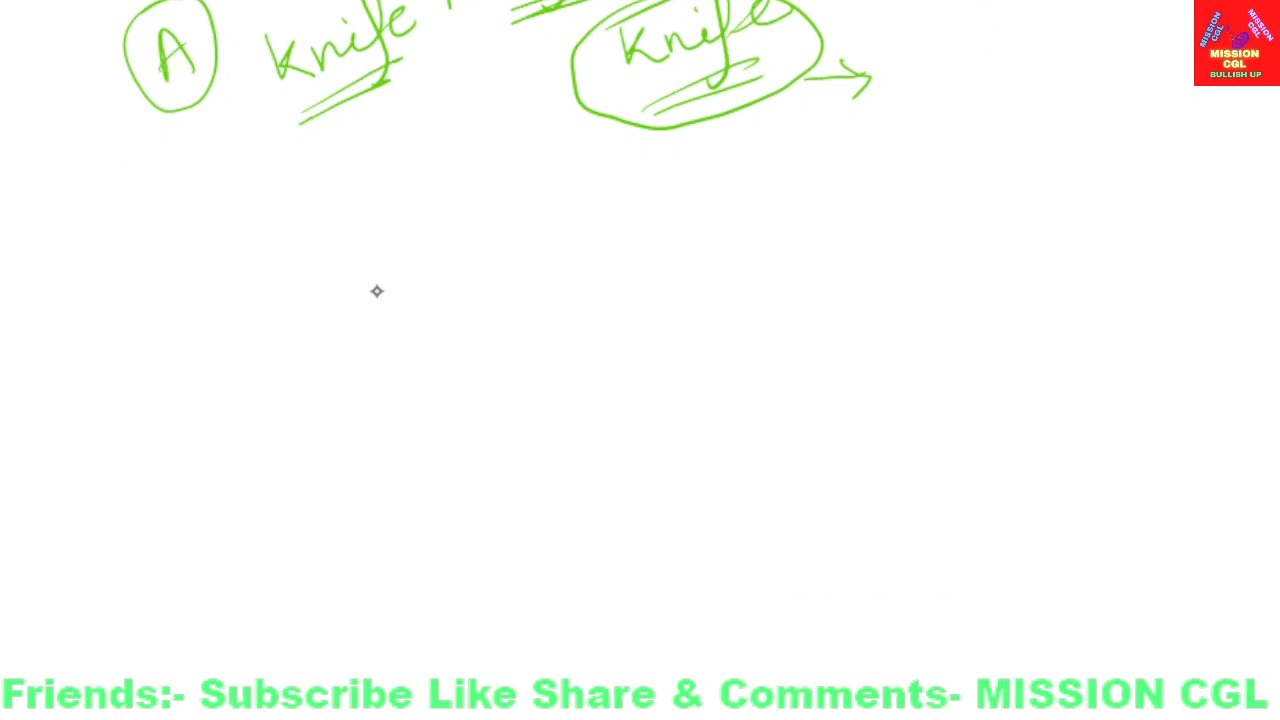 A Knife Knife
MISSION CGL
MISSION CGL
MISSION
CGL
BULLISH UP
Friends:- Subscribe Like Share & Comments- MISSION CGL